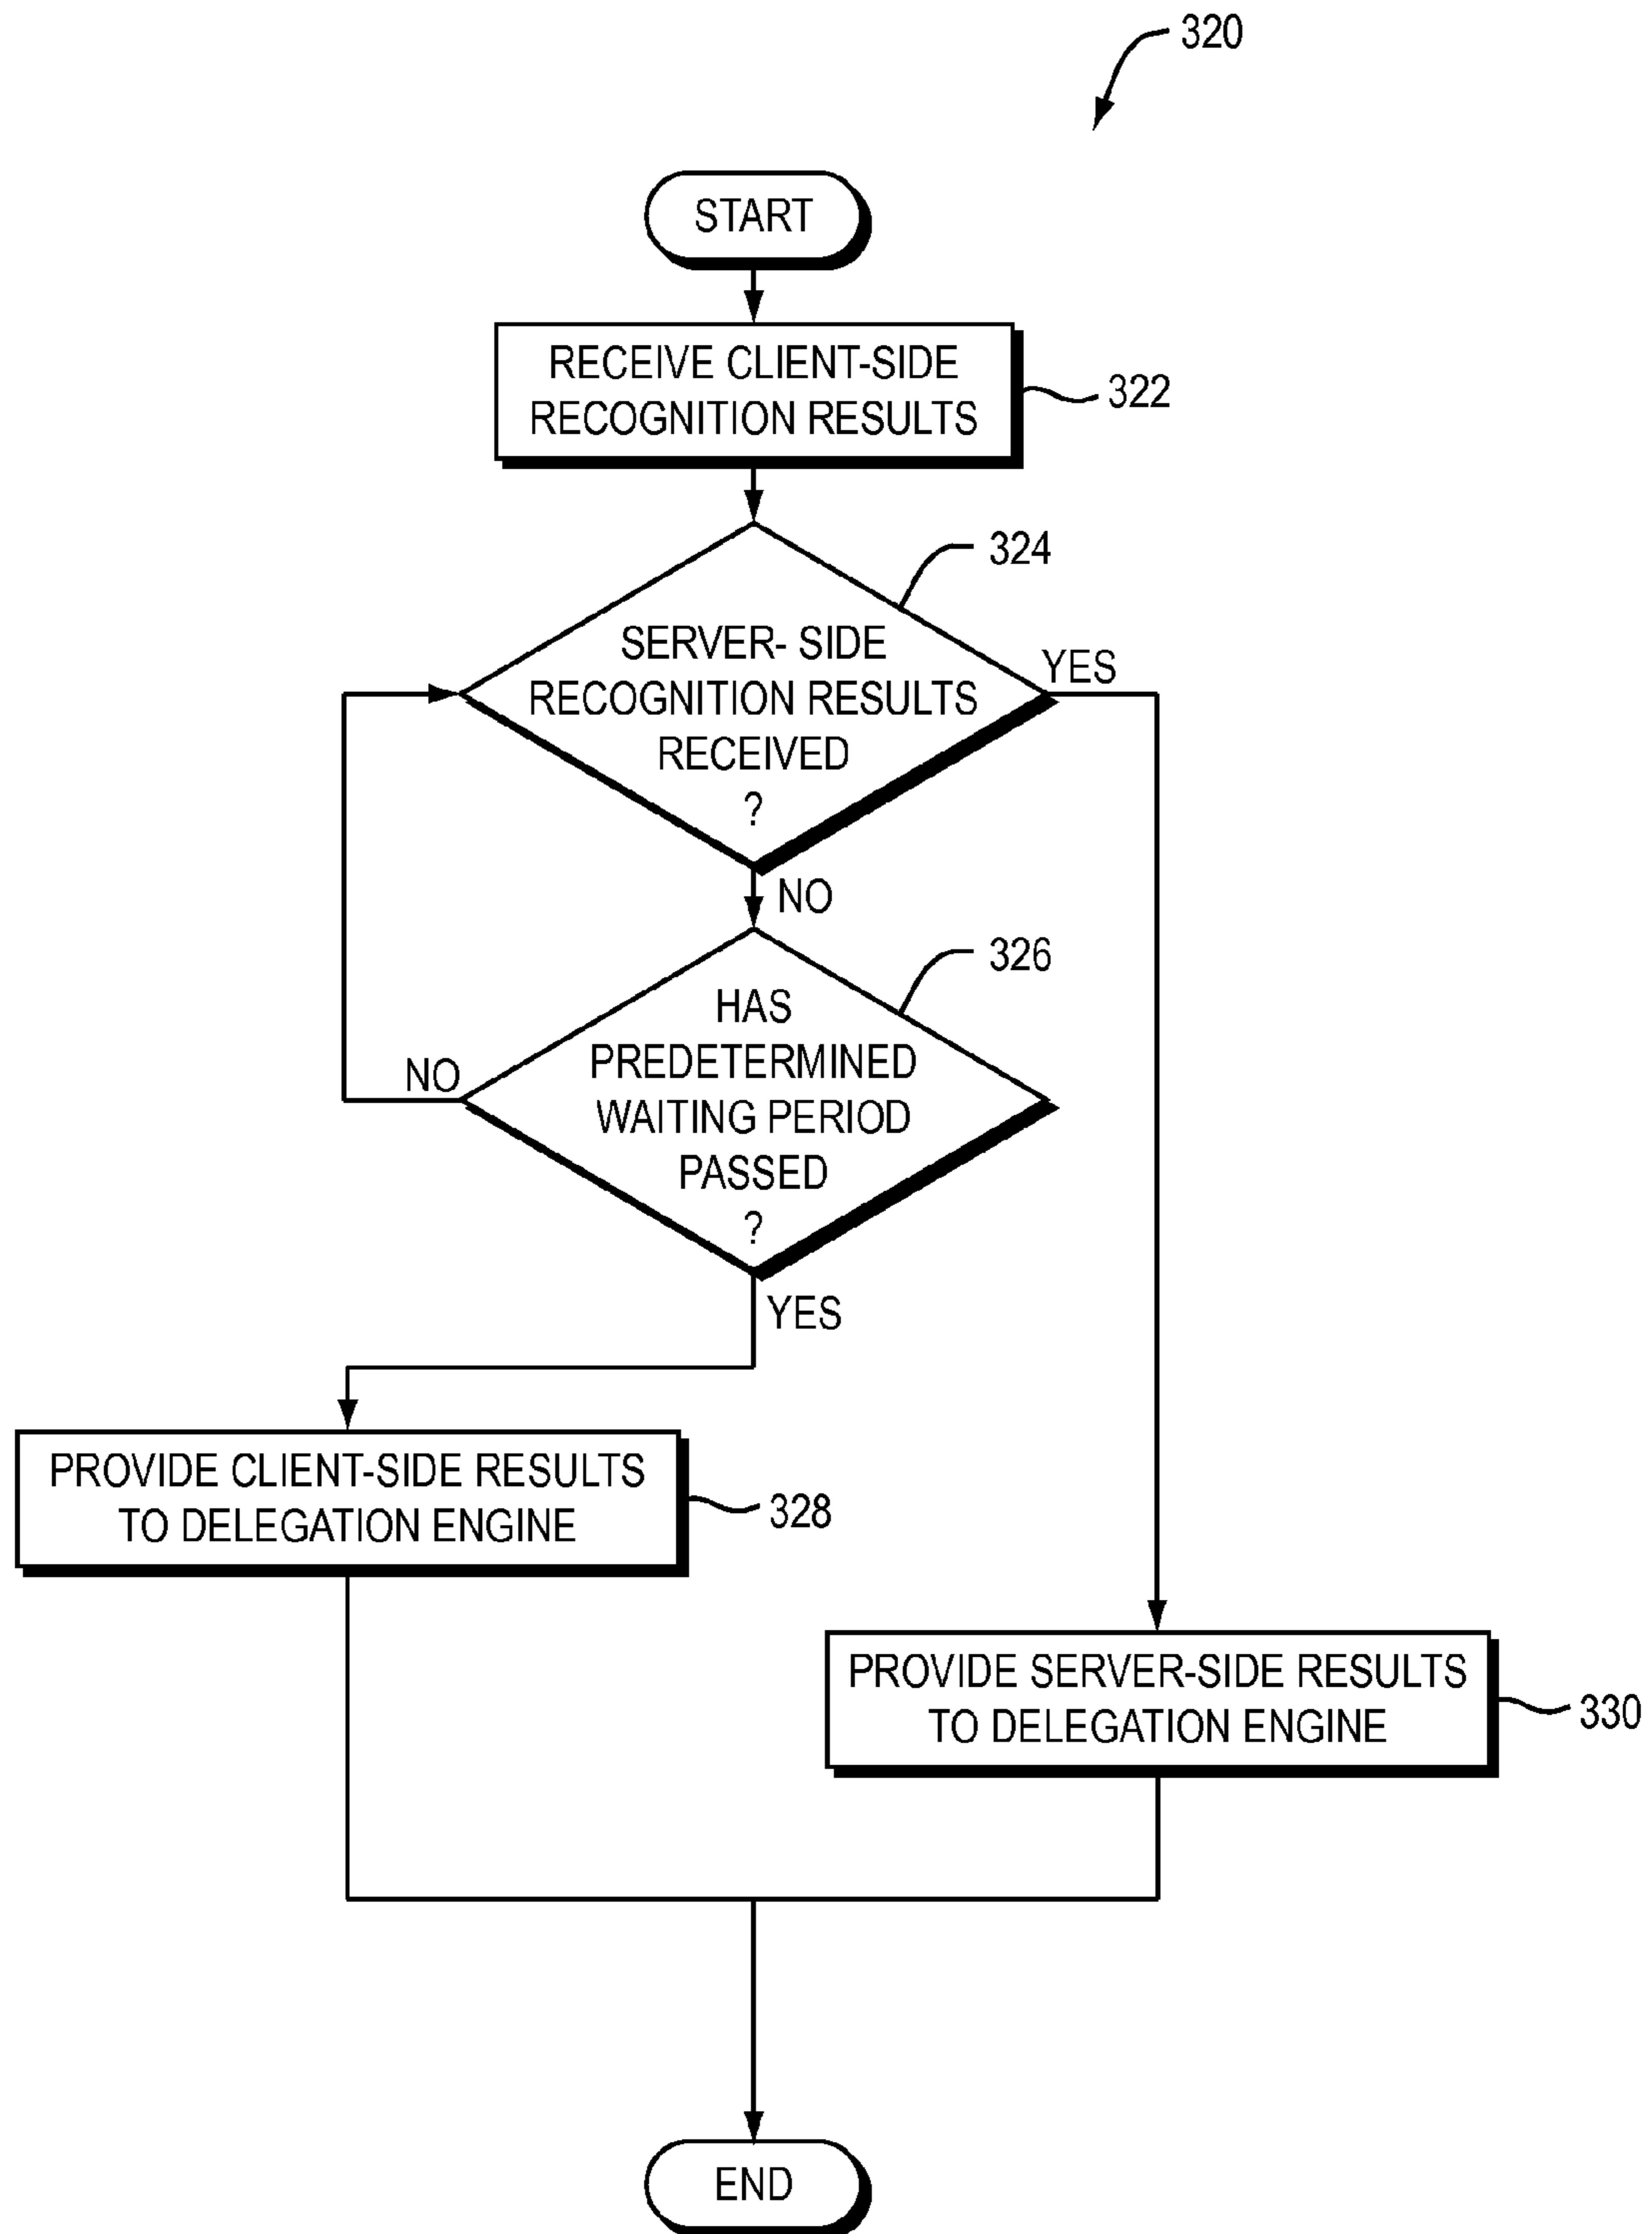 320
START
RECEIVE CLIENT-SIDE
RECOGNITION RESULTS
322
324
SERVER- SIDE
RECOGNITION RESULTS
RECEIVED
?
YES
NO
326
HAS
PREDETERMINED
WAITING PERIOD
PASSED
?
NO
YES
PROVIDE CLIENT-SIDE RESULTS
TO DELEGATION ENGINE
328
PROVIDE SERVER-SIDE RESULTS
TO DELEGATION ENGINE
330
END